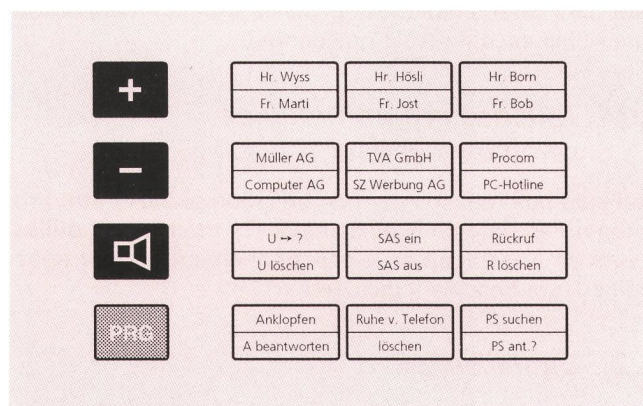 +
Hr. Wyss Hr. Hösli Hr. Born
Fr. Marti Fr. Jost Fr. Bob
−
Müller AG TVA GmbH Procom
Computer AG SZ Werbung AG PC-Hotline
U ↔ ? SAS ein Rückruf
U löschen SAS aus R löschen
PRG
Anklopfen Ruhe v. Telefon PS suchen
A beantworten löschen PS ant.?